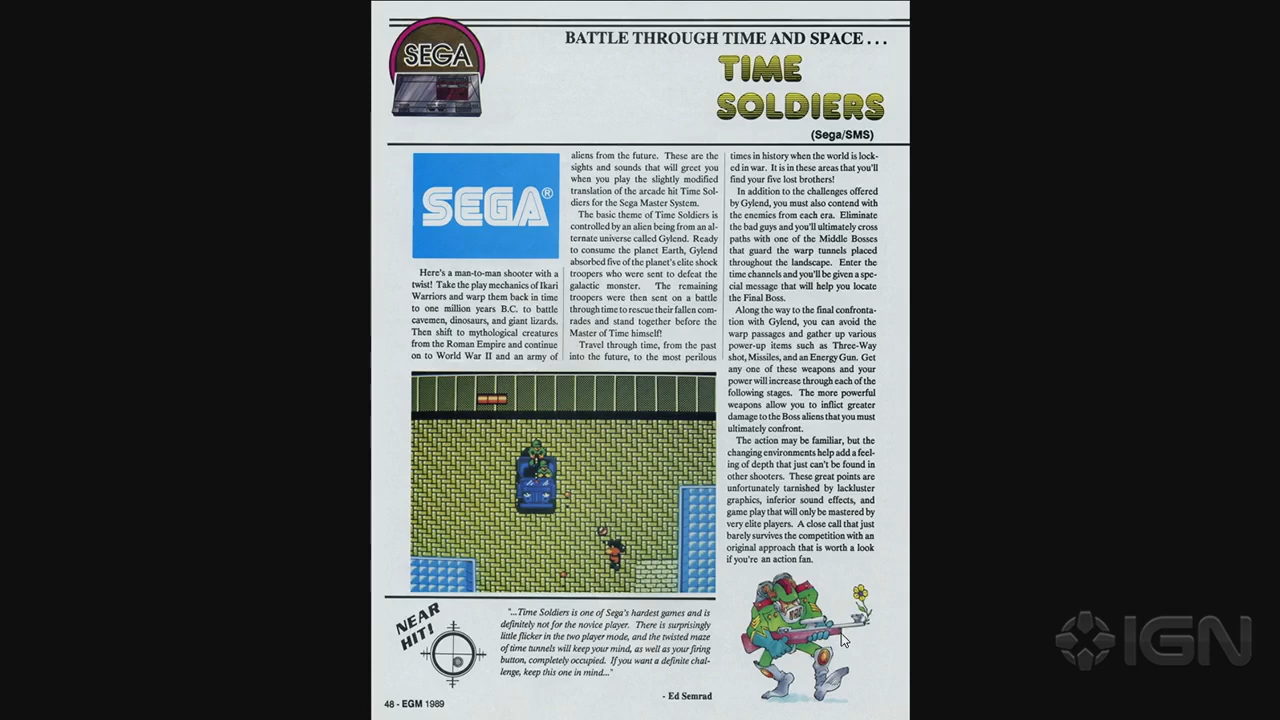 SEGA
BATTLE THROUGH TIME AND SPACE . . .
TIME
SOLDIERS
(Sega/SMS)
SEGA®
Here's a man-to-man shooter with a
twist! Take the play mechanics of Ikari
Warriors and warp them back in time
to one million years B.C. to battle
cavemen, dinosaurs, and giant lizards.
Then shift to mythological creatures
from the Roman Empire and continue
on to World War II and an army of
aliens from the future. These are the
sights and sounds that will greet you
when you play the slightly modified
translation of the arcade hit Time Sol-
diers for the Sega Master System.
The basic theme of Time Soldiers is
controlled by an alien being from an al-
ternate universe called Gylend. Ready
to consume the planet Earth, Gylend
absorbed five of the planet's elite shock
troopers who were sent to defeat the
galactic monster. The remaining
troopers were then sent on a battle
through time to rescue their fallen com-
rades and stand together before the
Master of Time himself!
Travel through time, from the past
into the future, to the most perilous
times in history when the world is lock-
ed in war. It is in these areas that you'll
find your five lost brothers!
In addition to the challenges offered
by Gylend, you must also contend with
the enemies from each era. Eliminate
the bad guys and you'll ultimately cross
paths with one of the Middle Bosses
that guard the warp tunnels placed
throughout the landscape. Enter the
time channels and you'll be given a spe-
cial message that will help you locate
the Final Boss.
Along the way to the final confronta-
tion with Gylend, you can avoid the
warp passages and gather up various
power-up items such as Three-Way
shot, Missiles, and an Energy Gun. Get
any one of these weapons and your
power will increase through each of the
following stages. The more powerful
weapons allow you to inflict greater
damage to the Boss aliens that you must
ultimately confront.
The action may be familiar, but the
changing environments help add a feel-
ing of depth that just can't be found in
other shooters. These great points are
unfortunately tarnished by lackluster
graphics, inferior sound effects, and
game play that will only be mastered by
very elite players. A close call that just
barely survives the competition with an
original approach that is worth a look
if you're an action fan.
NEAR
HIT!
"...Time Soldiers is one of Sega's hardest games and is
definitely not for the novice player. There is surprisingly
little flicker in the two player mode, and the twisted maze
of time tunnels will keep your mind, as well as your firing
button, completely occupied. If you want a definite chal-
lenge, keep this one in mind..."
- Ed Semrad
48 - EGM 1989
IGN